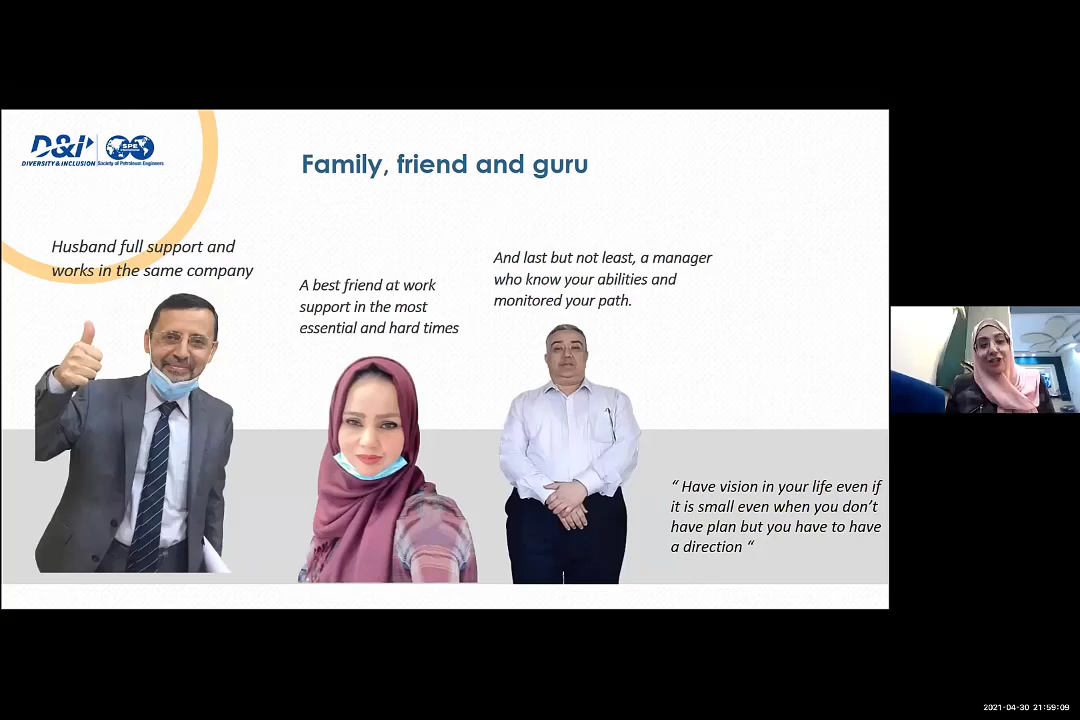 D&I
DIVERSITY & INCLUSION
SPE
Society of Petroleum Engineers
Family, friend and guru
Husband full support and
works in the same company
A best friend at work
support in the most
essential and hard times
And last but not least, a manager
who know your abilities and
monitored your path.
“ Have vision in your life even if
it is small even when you don’t
have plan but you have to have
a direction “
2021-04-30 21:59:09